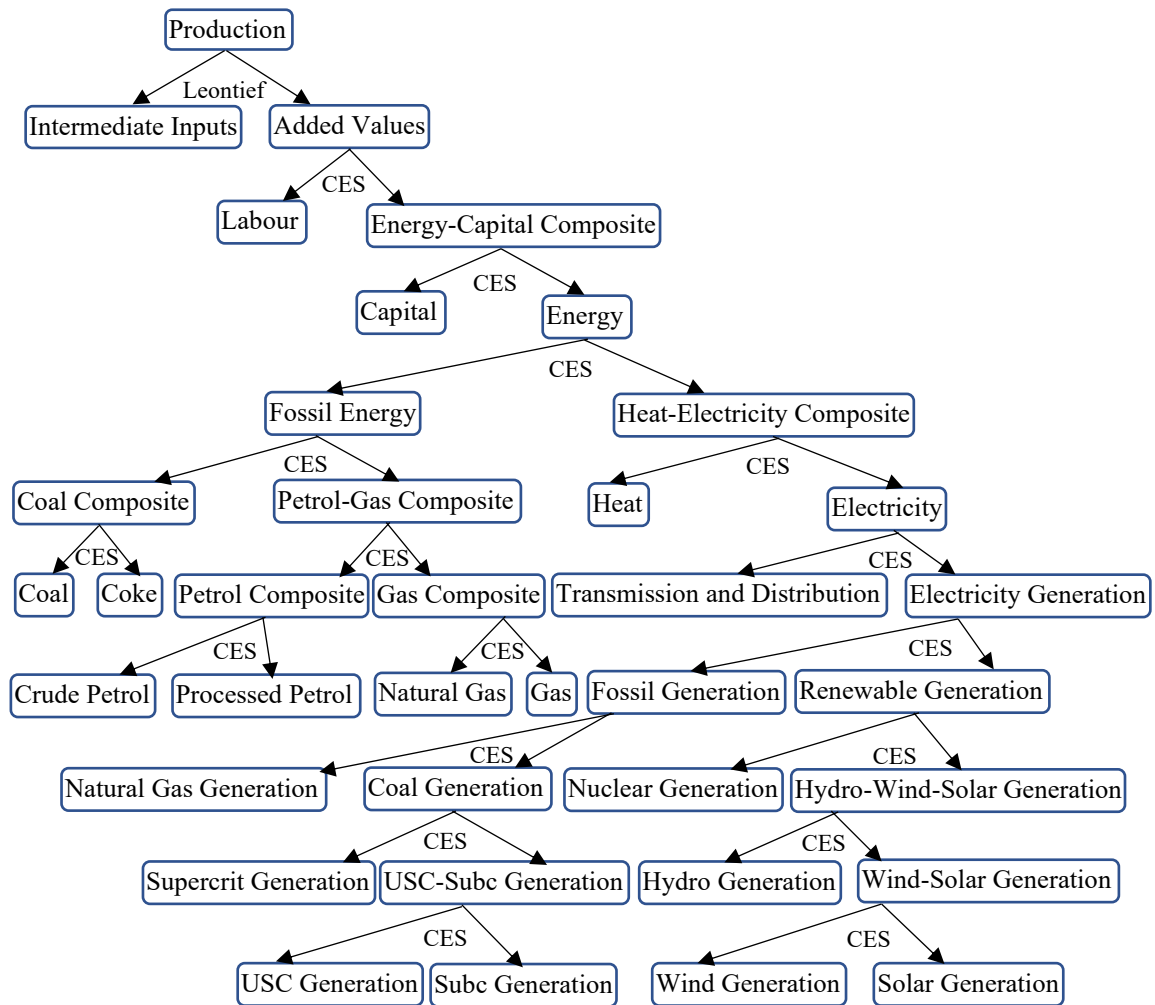 Production
Leontief
Intermediate Inputs
Added Values
CES
Labour
Energy-Capital Composite
CES
Capital
Energy
CES
Fossil Energy
Heat-Electricity Composite
CES
CES
Coal Composite
Petrol-Gas Composite
Heat
Electricity
CES
CES
CES
Coal
Coke
Petrol Composite
Gas Composite
Transmission and Distribution
Electricity Generation
CES
CES
CES
Crude Petrol
Processed Petrol
Natural Gas
Gas
Fossil Generation
Renewable Generation
CES
CES
Natural Gas Generation
Coal Generation
Nuclear Generation
Hydro-Wind-Solar Generation
CES
CES
Supercrit Generation
USC-Subc Generation
Hydro Generation
Wind-Solar Generation
CES
CES
USC Generation
Subc Generation
Wind Generation
Solar Generation